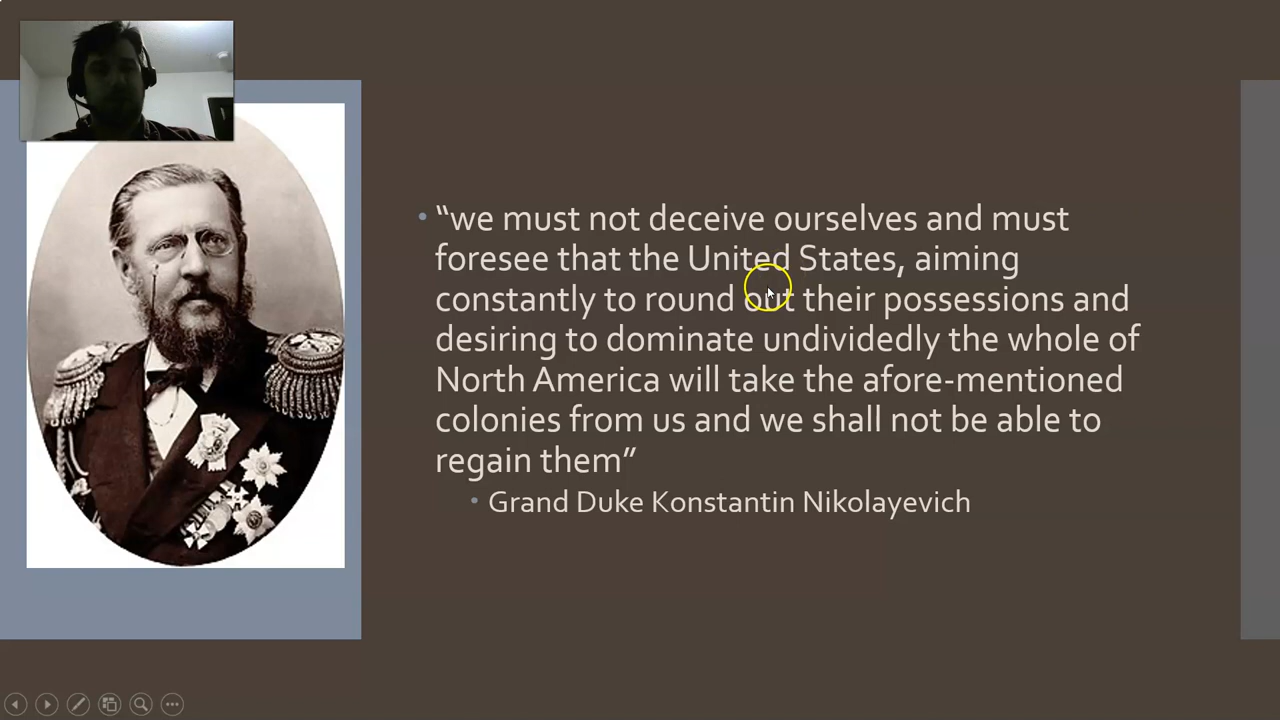 “we must not deceive ourselves and must
foresee that the United States, aiming
constantly to round out their possessions and
desiring to dominate undividedly the whole of
North America will take the afore-mentioned
colonies from us and we shall not be able to
regain them”
Grand Duke Konstantin Nikolayevich